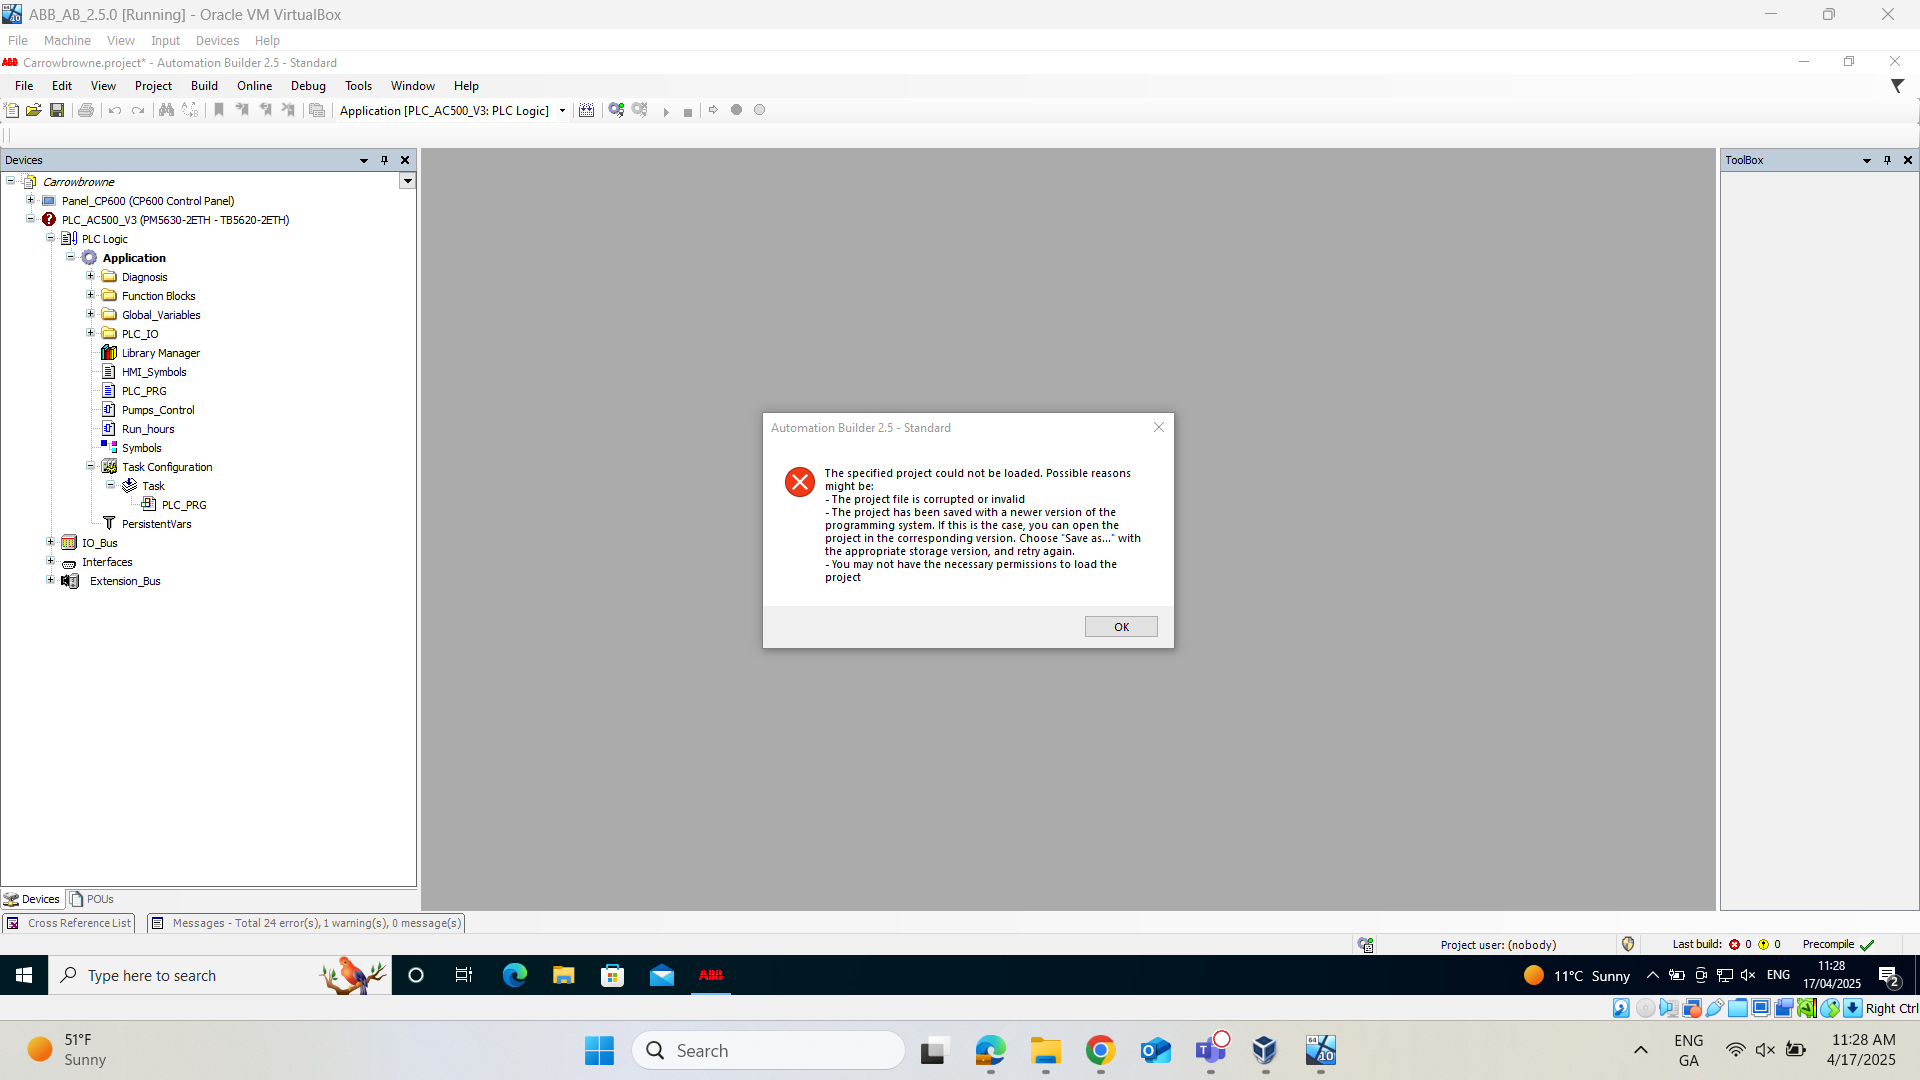 ABB_AB_2.5.0 [Running] - Oracle VM VirtualBox
File Machine View Input Devices Help
ABB Carrowbrowne.project* - Automation Builder 2.5 - Standard
File Edit View Project Build Online Debug Tools Window Help
Application [PLC_AC500_V3: PLC Logic]
Devices
ToolBox
Carrowbrowne
Panel_CP600 (CP600 Control Panel)
PLC_AC500_V3 (PM5630-2ETH - TB5620-2ETH)
PLC Logic
Application
Diagnosis
Function Blocks
Global_Variables
PLC_IO
Library Manager
HMI_Symbols
PLC_PRG
Pumps_Control
Run_hours
Symbols
Task Configuration
Task
PLC_PRG
PersistentVars
IO_Bus
Interfaces
Extension_Bus
Automation Builder 2.5 - Standard
The specified project could not be loaded. Possible reasons
might be:
- The project file is corrupted or invalid
- The project has been saved with a newer version of the
programming system. If this is the case, you can open the
project in the corresponding version. Choose "Save as..." with
the appropriate storage version, and retry again.
- You may not have the necessary permissions to load the
project
OK
Devices POUs
Cross Reference List Messages - Total 24 error(s), 1 warning(s), 0 message(s)
Project user: (nobody) Last build: 0 0 Precompile
Type here to search
ABB
11°C Sunny ENG 11:28
17/04/2025 2
Right Ctrl
51°F
Sunny
Search
64
10
ENG
GA
11:28 AM
4/17/2025